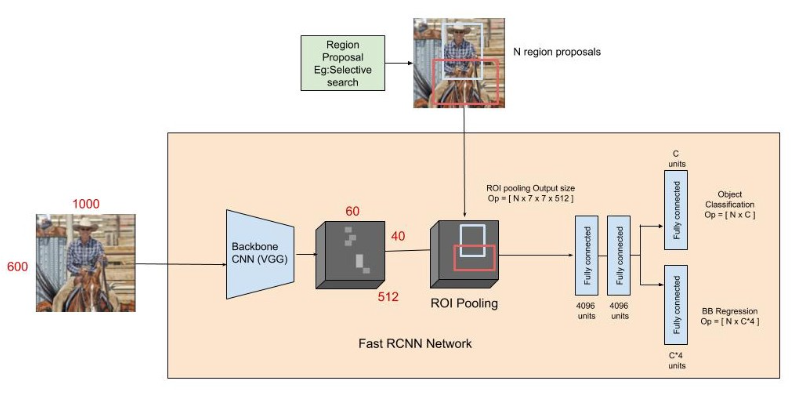 Region
Proposal
Eg:Selective
search
N region proposals
1000
600
Backbone
CNN (VGG)
60
40
512
ROI pooling Output size
Op = [ N x 7 x 7 x 512 ]
ROI Pooling
Fully connected
4096
units
Fully connected
4096
units
C
units
Fully connected
Object
Classification
Op = [ N x C ]
Fully connected
C*4
units
BB Regression
Op = [ N x C*4 ]
Fast RCNN Network